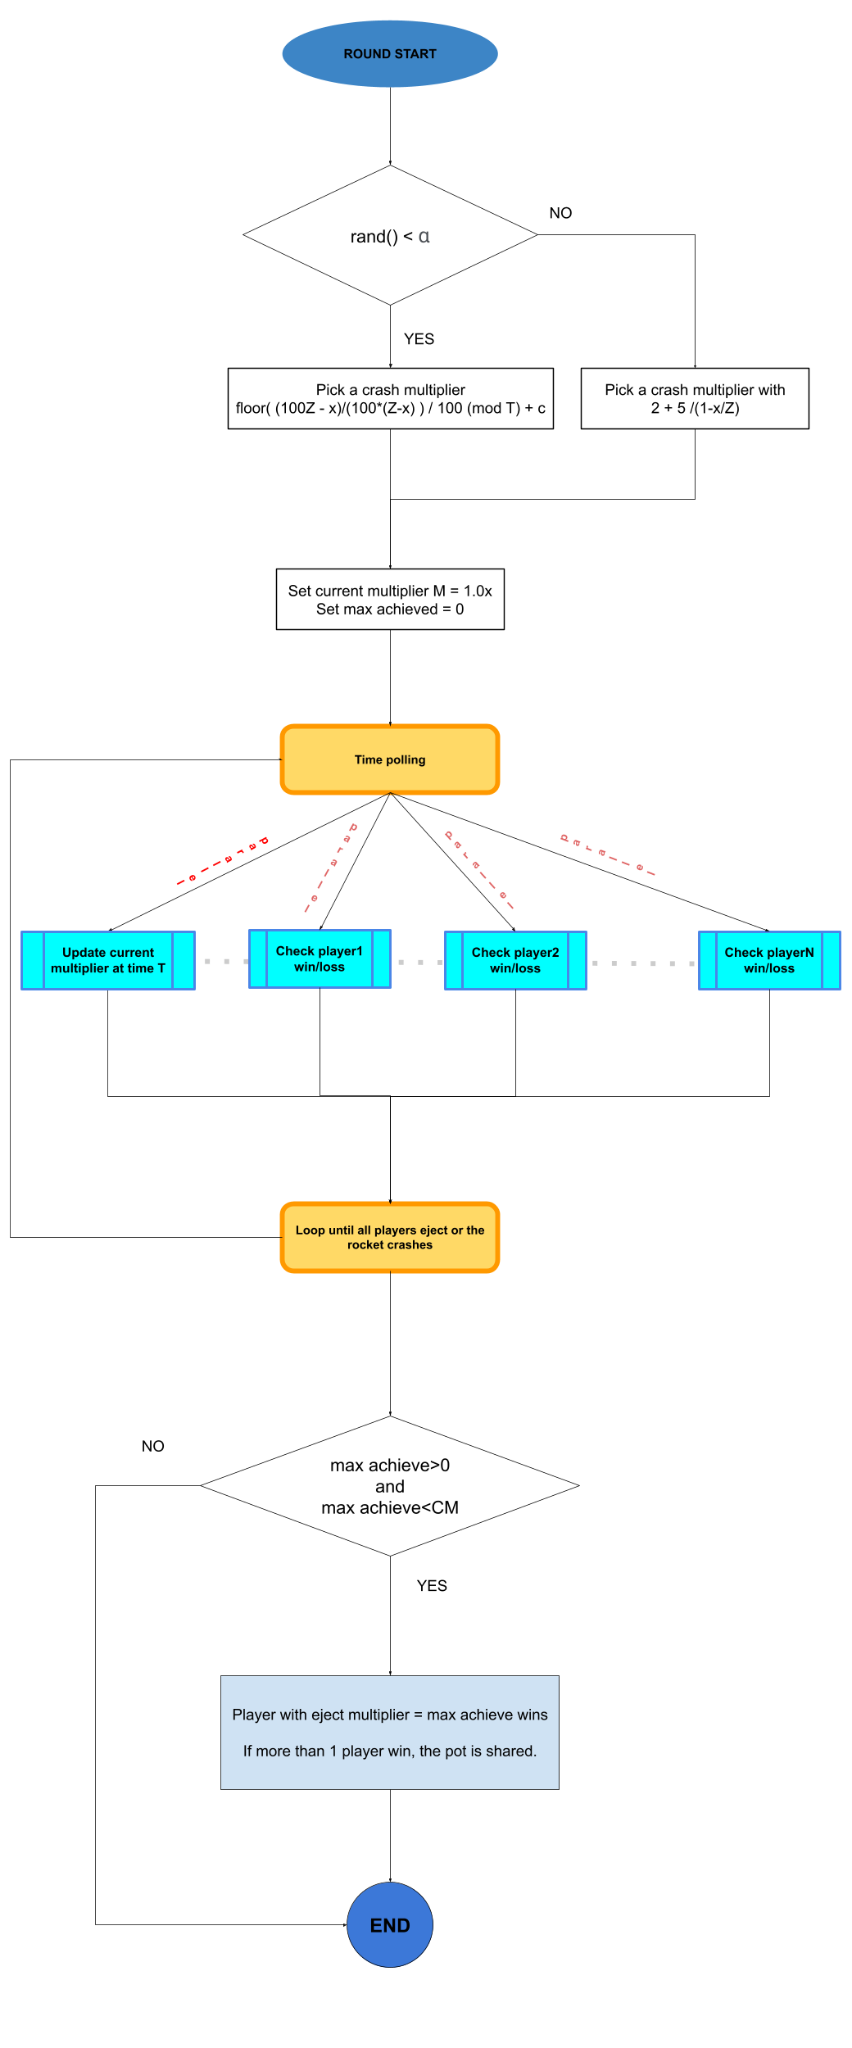 ROUND START
rand() < α
NO
YES
Pick a crash multiplier
floor( (100Z - x)/(100*(Z-x) ) / 100 (mod T) + c
Pick a crash multiplier with
2 + 5 /(1-x/Z)
Set current multiplier M = 1.0x
Set max achieved = 0
Time polling
Parallel
Parallel
Parallel
Parallel
Update current
multiplier at time T
Check player1
win/loss
Check player2
win/loss
Check playerN
win/loss
Loop until all players eject or the
rocket crashes
NO
max achieve>0
and
max achieve<CM
YES
Player with eject multiplier = max achieve wins
If more than 1 player win, the pot is shared.
END